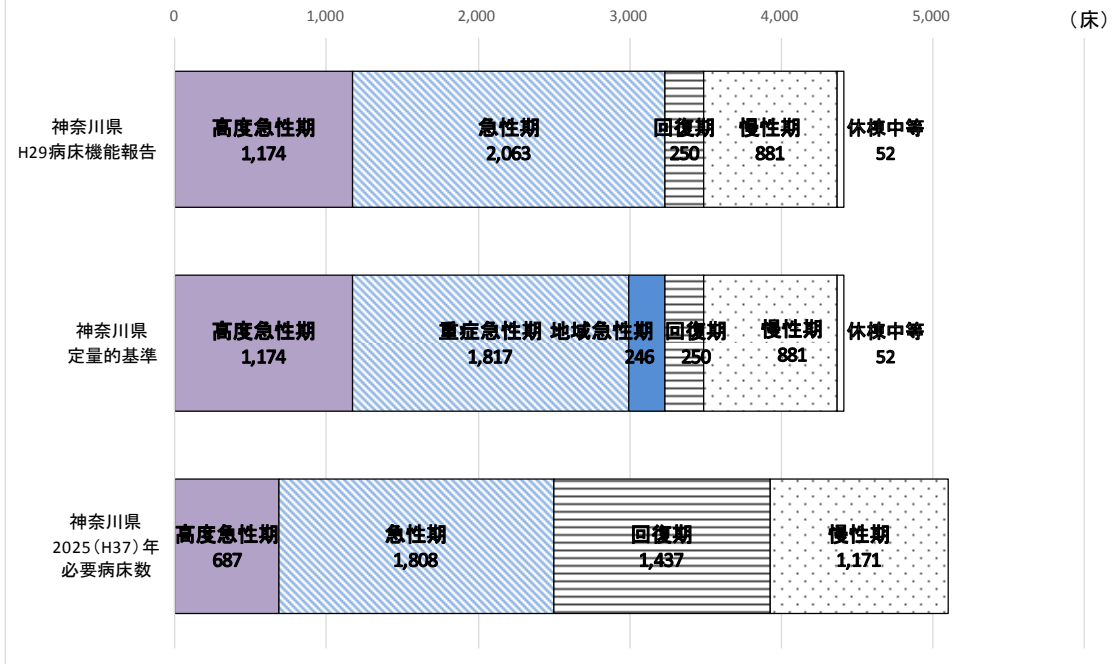 0 1,000 2,000 3,000 4,000 5,000 （床）
神奈川県
H29病床機能報告
高度急性期 急性期 回復期 慢性期 休棟中等
1,174 2,063 250 881 52
神奈川県
定量的基準
高度急性期 重症急性期 地域急性期 回復期 慢性期 休棟中等
1,174 1,817 246 250 881 52
神奈川県
2025（H37）年
必要病床数
高度急性期 急性期 回復期 慢性期
687 1,808 1,437 1,171